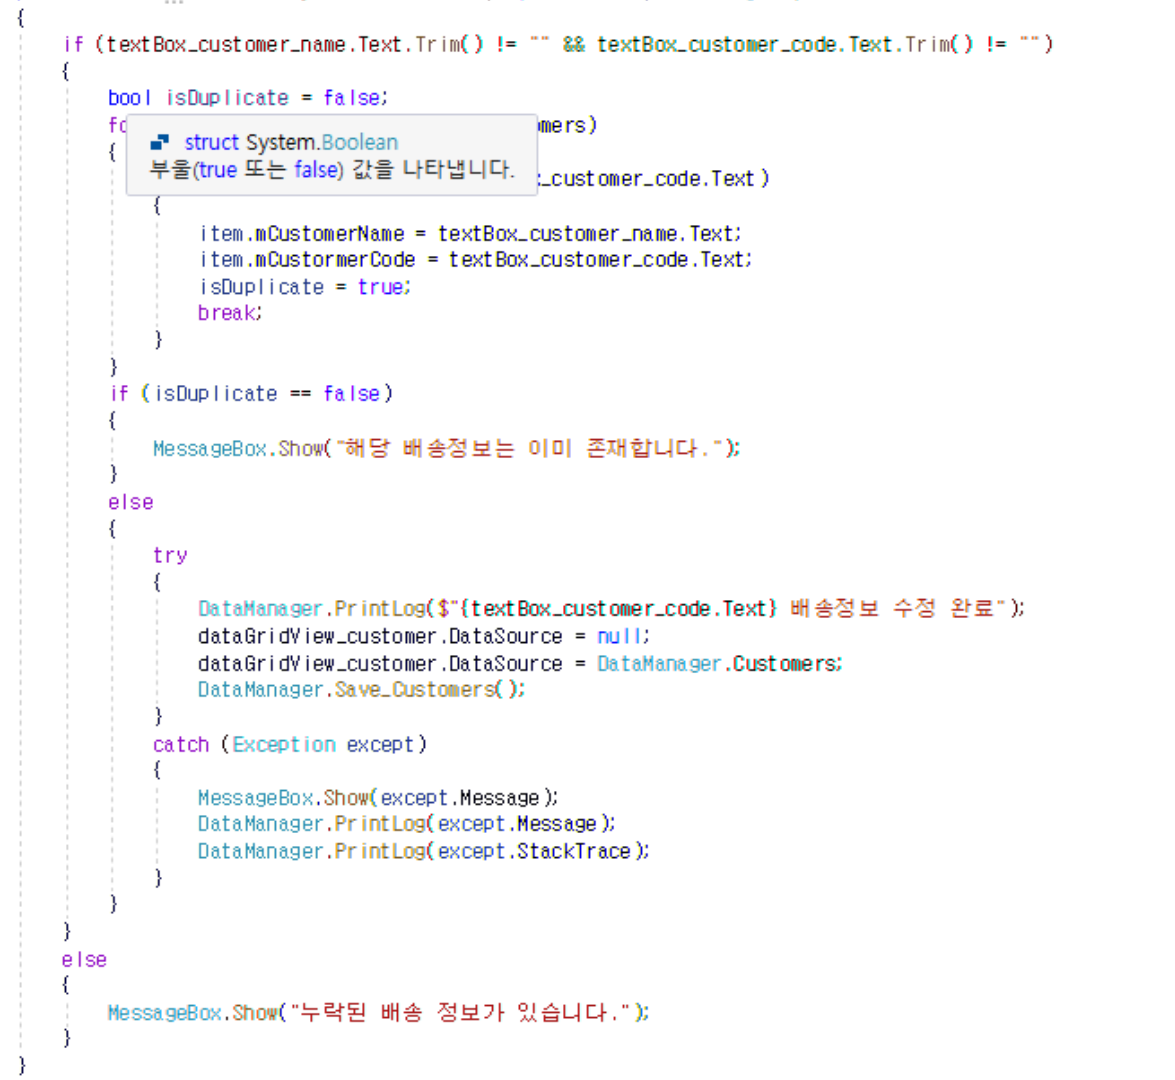 {
if (textBox_customer_name.Text.Trim() != "" && textBox_customer_code.Text.Trim() != "")
{
bool isDuplicate = false;
mers)
struct System.Boolean
{
부울(true 또는 false) 값을 나타냅니다.
_customer_code.Text)
{
item.mCustomerName = textBox_customer_name.Text;
item.mCustormerCode = textBox_customer_code.Text;
isDuplicate = true;
break;
}
}
if (isDuplicate == false)
{
MessageBox.Show("해당 배송정보는 이미 존재합니다.");
}
else
{
try
{
DataManager.PrintLog($"{textBox_customer_code.Text} 배송정보 수정 완료");
dataGridView_customer.DataSource = null;
dataGridView_customer.DataSource = DataManager.Customers;
DataManager.Save_Customers();
}
catch (Exception except)
{
MessageBox.Show(except.Message);
DataManager.PrintLog(except.Message);
DataManager.PrintLog(except.StackTrace);
}
}
}
else
{
MessageBox.Show("누락된 배송 정보가 있습니다.");
}
}